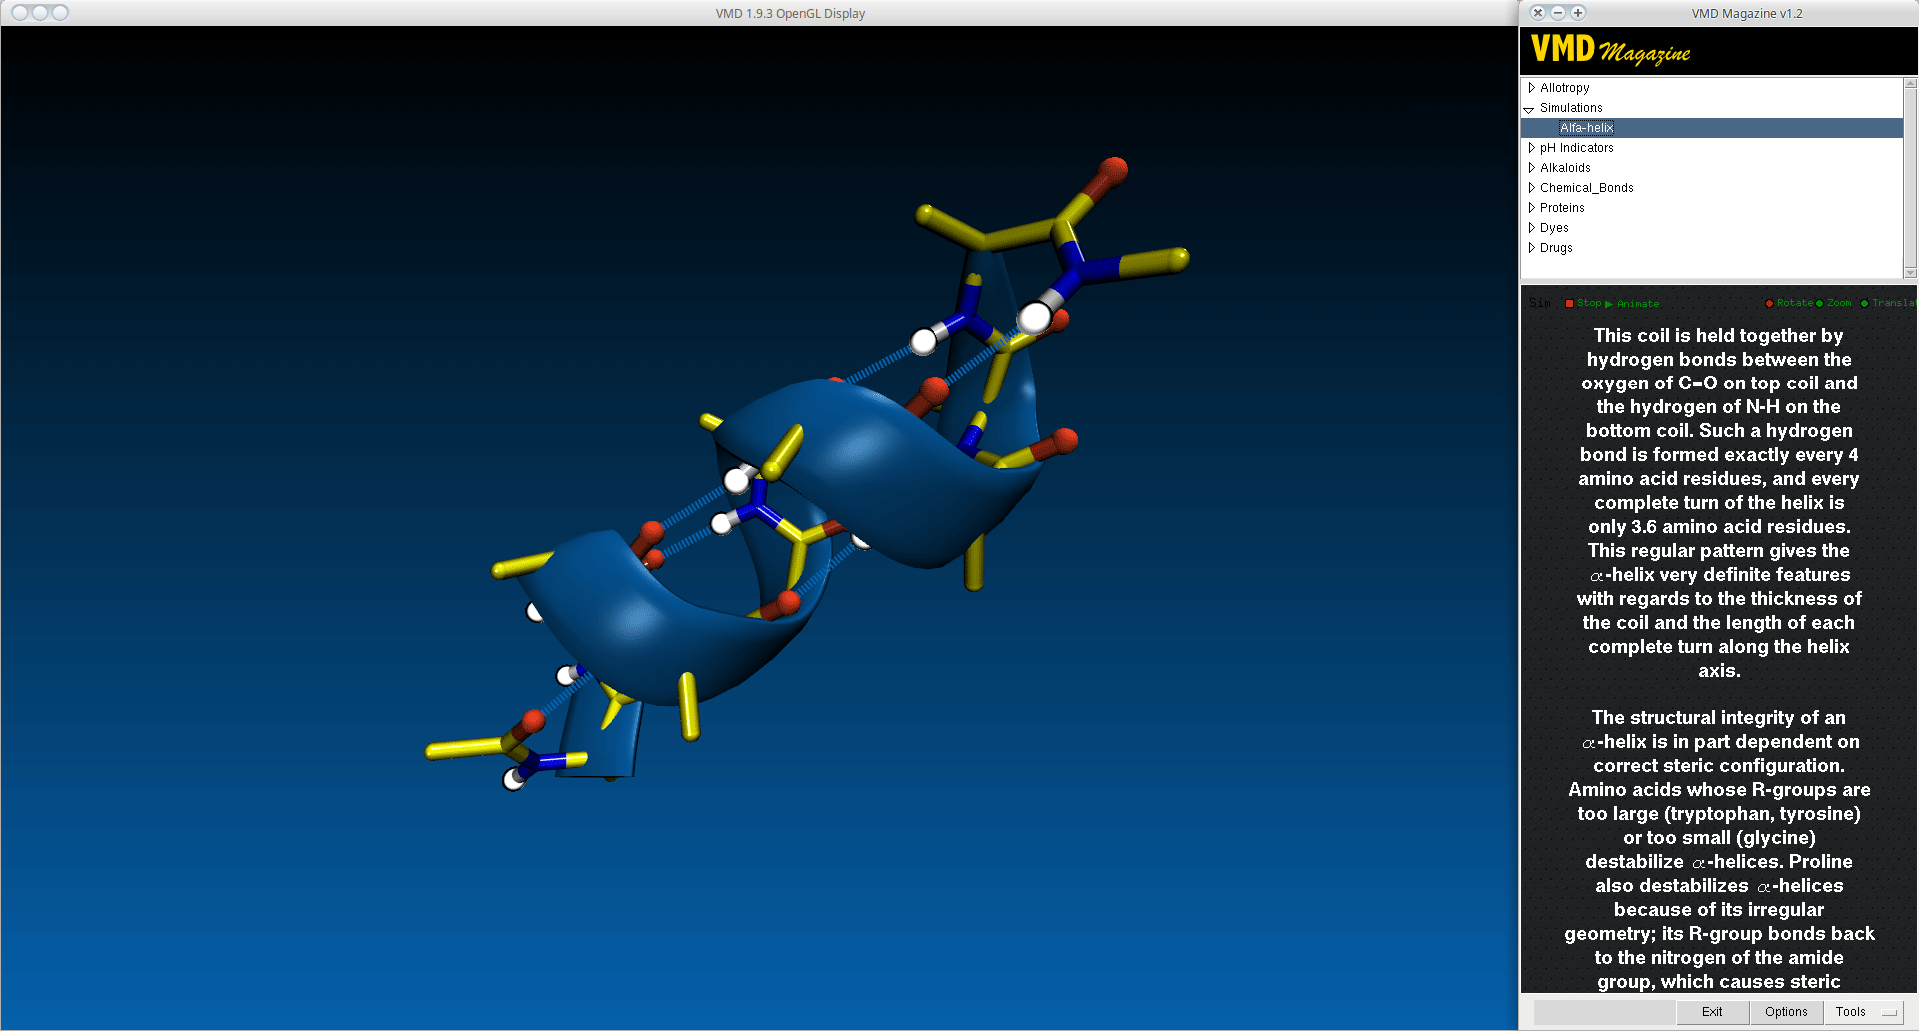 VMD 1.9.3 OpenGL Display
VMD Magazine v1.2
VMD Magazine
Allotropy
Simulations
Alfa-helix
pH Indicators
Alkaloids
Chemical_Bonds
Proteins
Dyes
Drugs
Sim Stop Animate Rotate Zoom Translat
This coil is held together by
hydrogen bonds between the
oxygen of C=O on top coil and
the hydrogen of N-H on the
bottom coil. Such a hydrogen
bond is formed exactly every 4
amino acid residues, and every
complete turn of the helix is
only 3.6 amino acid residues.
This regular pattern gives the
α-helix very definite features
with regards to the thickness of
the coil and the length of each
complete turn along the helix
axis.
The structural integrity of an
α-helix is in part dependent on
correct steric configuration.
Amino acids whose R-groups are
too large (tryptophan, tyrosine)
or too small (glycine)
destabilize α-helices. Proline
also destabilizes α-helices
because of its irregular
geometry; its R-group bonds back
to the nitrogen of the amide
group, which causes steric
Exit Options Tools